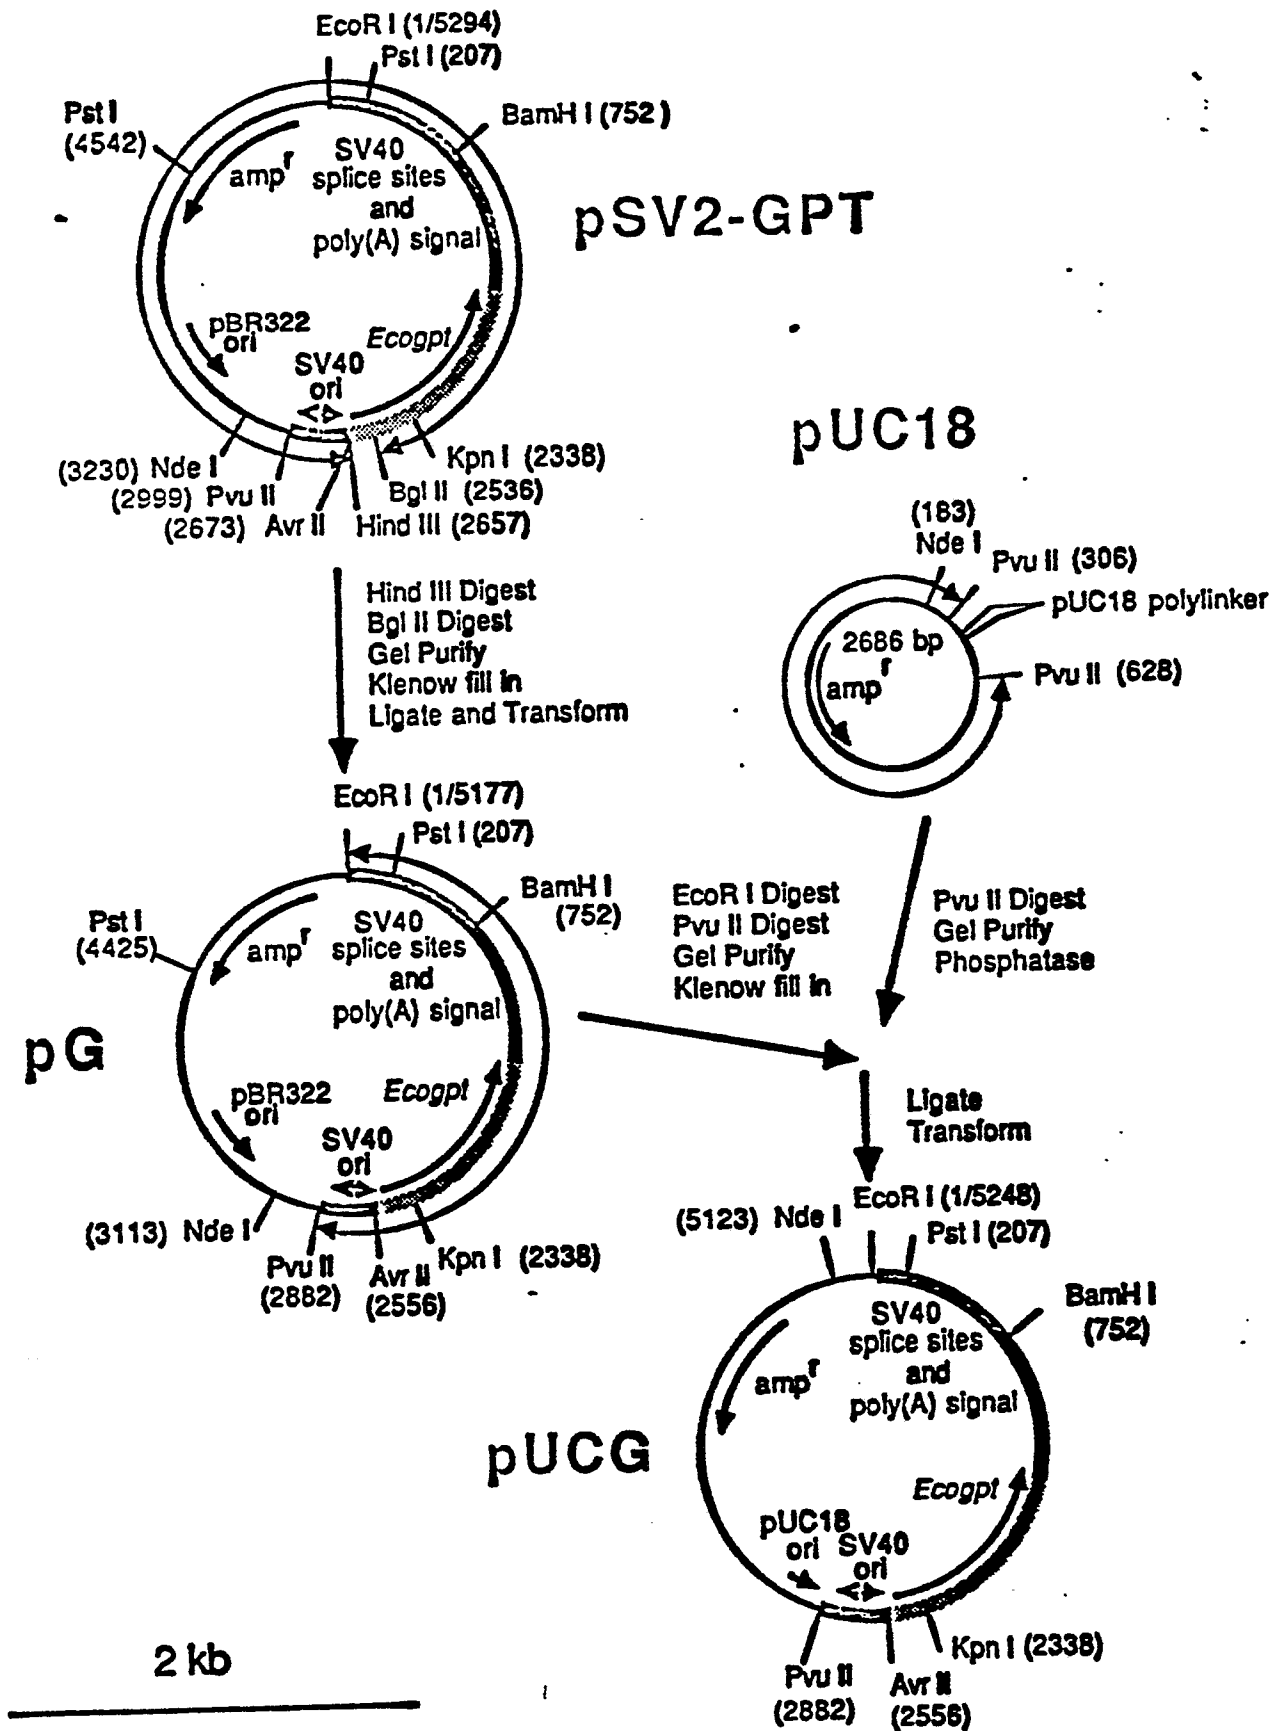 EcoR I (1/5294)
Pst I (207)
Pst I
(4542)
BamH I (752)
amp^r
SV40
splice sites
and
poly(A) signal
pSV2-GPT
pBR322
ori
Ecogpt
SV40
ori
(3230) Nde I
Kpn I (2338)
(2999) Pvu II
Bgl II (2536)
(2673) Avr II
Hind III (2657)
pUC18
(183)
Nde I
Pvu II (306)
pUC18 polylinker
2686 bp
amp^r
Pvu II (628)
Hind III Digest
Bgl II Digest
Gel Purify
Klenow fill in
Ligate and Transform
EcoR I (1/5177)
Pst I (207)
BamH I
(752)
Pst I
(4425)
amp^r
SV40
splice sites
and
poly(A) signal
pG
pBR322
ori
Ecogpt
SV40
ori
(3113) Nde I
Pvu II
(2882)
Avr II
(2556)
Kpn I (2338)
EcoR I Digest
Pvu II Digest
Gel Purify
Klenow fill in
Pvu II Digest
Gel Purify
Phosphatase
Ligate
Transform
EcoR I (1/5248)
(5123) Nde I
Pst I (207)
BamH I
(752)
SV40
splice sites
and
poly(A) signal
amp^r
pUCG
Ecogpt
pUC18
ori
SV40
ori
Kpn I (2338)
Pvu II
(2882)
Avr II
(2556)
2 kb